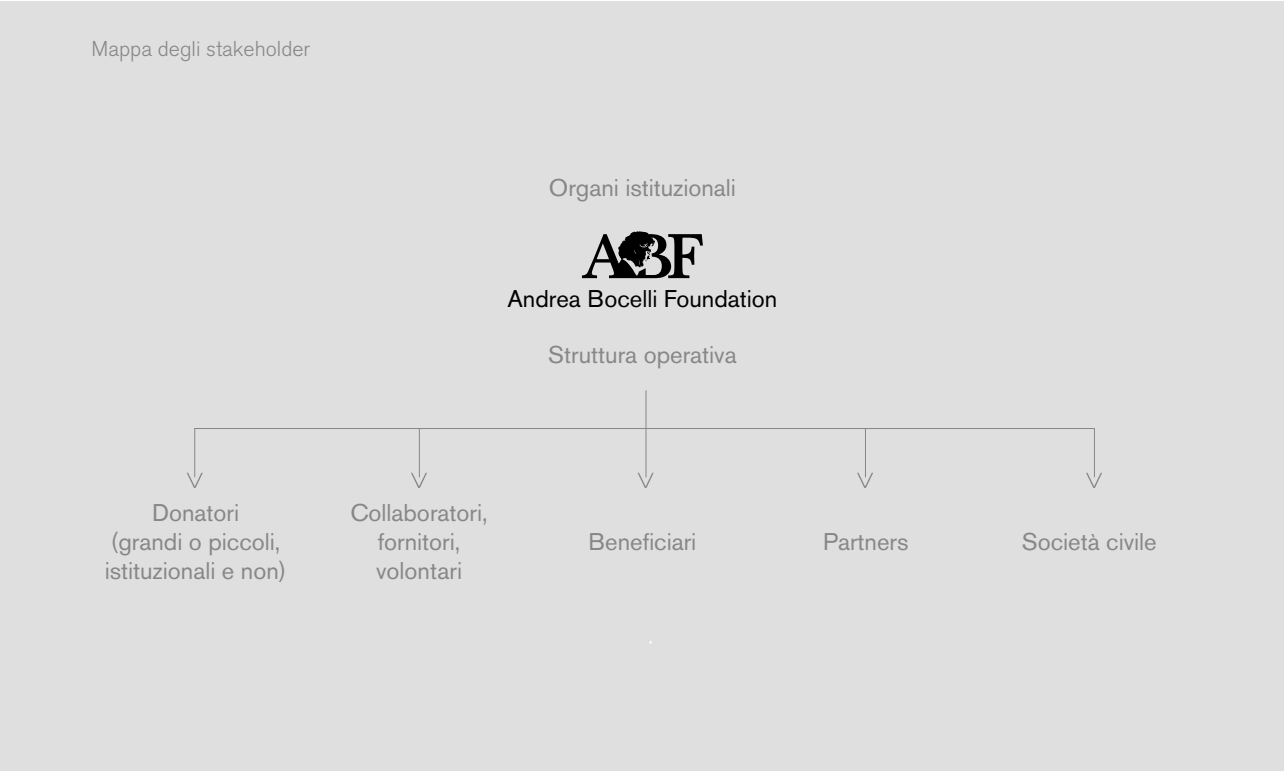 Mappa degli stakeholder
Organi istituzionali
ABF
Andrea Bocelli Foundation
Struttura operativa
Donatori
(grandi o piccoli,
istituzionali e non)
Collaboratori,
fornitori,
volontari
Beneficiari
Partners
Società civile